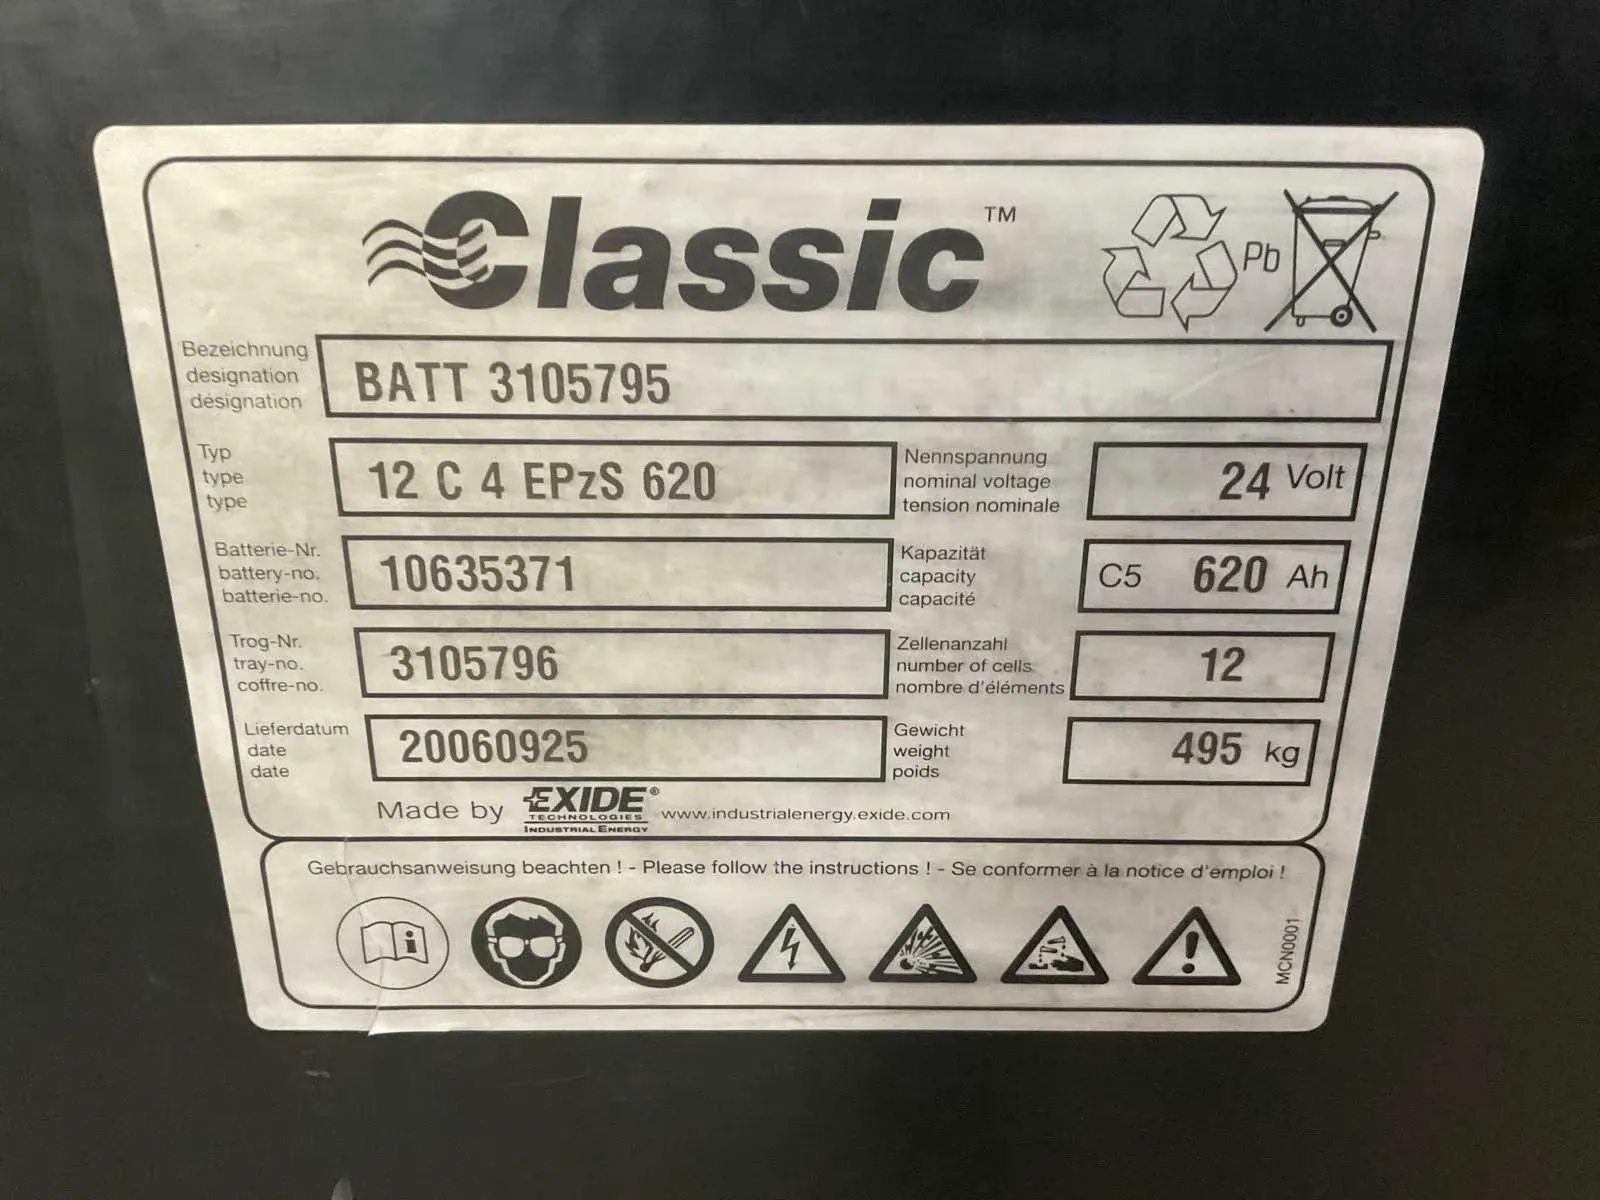 Classic™
Pb
Bezeichnung
designation
désignation
BATT 3105795
Typ
type
type
12 C 4 EPzS 620
Nennspannung
nominal voltage
tension nominale
24 Volt
Batterie-Nr.
battery-no.
batterie-no.
10635371
Kapazität
capacity
capacité
C5 620 Ah
Trog-Nr.
tray-no.
coffre-no.
3105796
Zellenanzahl
number of cells
nombre d'éléments
12
Lieferdatum
date
date
20060925
Gewicht
weight
poids
495 kg
Made by EXIDE® www.industrialenergy.exide.com
TECHNOLOGIES
INDUSTRIAL ENERGY
Gebrauchsanweisung beachten ! - Please follow the instructions ! - Se conformer à la notice d'emploi !
i
MCN0001